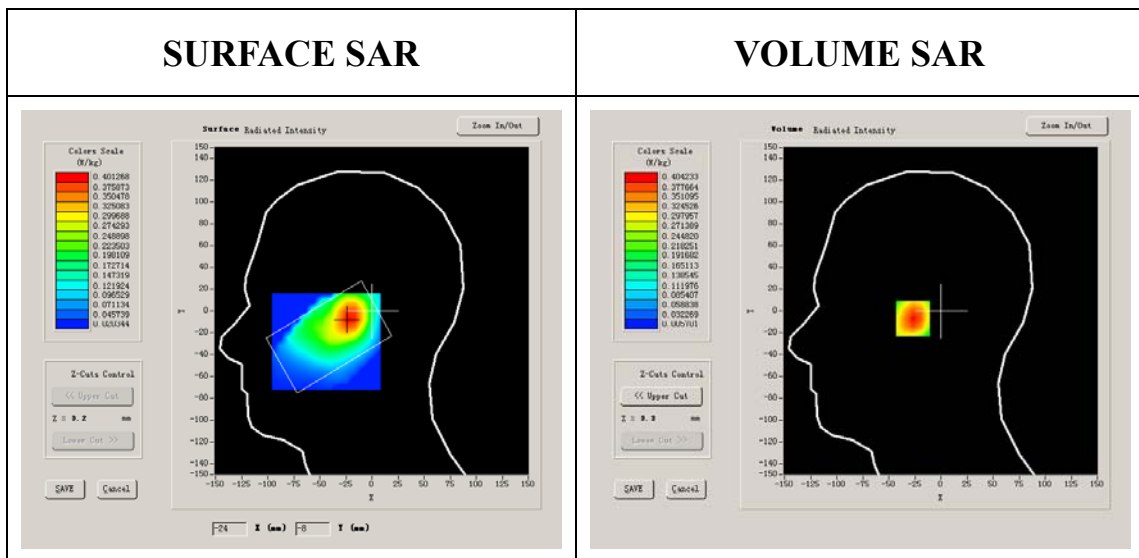 SURFACE SAR
VOLUME SAR
Surface Radiated Intensity
Zoom In/Out
Colors Scale
(W/kg)
0.401268
0.375873
0.350478
0.325083
0.299688
0.274293
0.248898
0.223503
0.198109
0.172714
0.147319
0.121924
0.096529
0.071134
0.045739
0.020344
150
140
120
100
80
60
40
20
0
-20
-40
-60
-80
-100
-120
-140
-150
Y
-150 -125 -100 -75 -50 -25 0 25 50 75 100 125 150
X
Z-Cuts Control
<< Upper Cut
Lower Cut >>
SAVE
Cancel
-24 X (mm) -8 Y (mm)
Volume Radiated Intensity
Zoom In/Out
Colors Scale
(W/kg)
0.404233
0.377664
0.351095
0.324526
0.297957
0.271389
0.244820
0.218251
0.191682
0.165113
0.138545
0.111976
0.085407
0.058838
0.032269
0.005701
150
140
120
100
80
60
40
20
0
-20
-40
-60
-80
-100
-120
-140
-150
Y
-150 -125 -100 -75 -50 -25 0 25 50 75 100 125 150
X
Z-Cuts Control
<< Upper Cut
Lower Cut >>
SAVE
Cancel